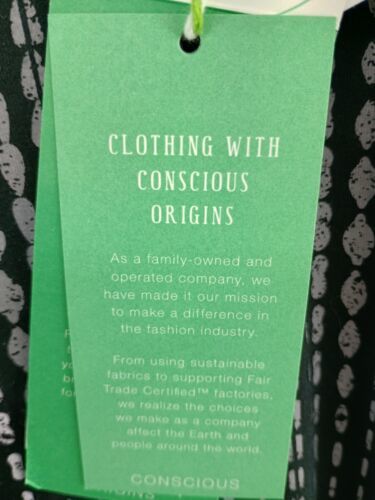 CLOTHING WITH
CONSCIOUS
ORIGINS
As a family-owned and
operated company, we
have made it our mission
to make a difference in
the fashion industry.
From using sustainable
fabrics to supporting Fair
Trade Certified™ factories,
we realize the choices
we make as a company
affect the Earth and
people around the world.
CONSCIOUS